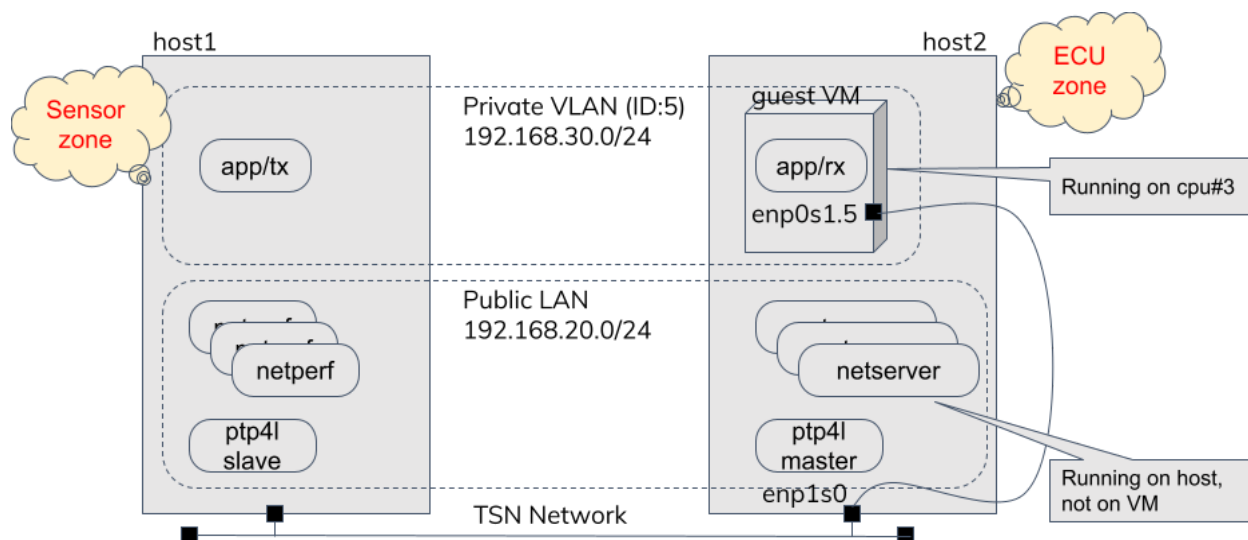 host1
host2
Sensor
zone
ECU
zone
Private VLAN (ID:5)
192.168.30.0/24
guest VM
app/tx
app/rx
enp0s1.5
Running on cpu#3
Public LAN
192.168.20.0/24
netperf
netserver
ptp4l
slave
ptp4l
master
enp1s0
Running on host,
not on VM
TSN Network